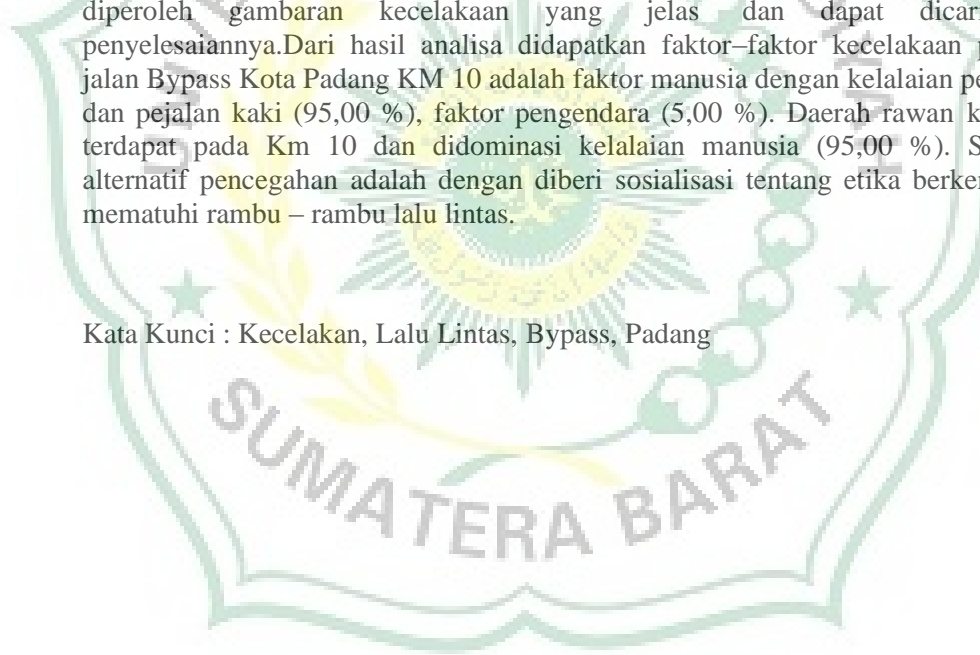 diperoleh gambaran kecelakaan yang jelas dan dapat
penyelesaiannya.Dari hasil analisa didapatkan faktor–faktor kecelakaan
jalan Bypass Kota Padang KM 10 adalah faktor manusia dengan kelalaian
dan pejalan kaki (95,00 %), faktor pengendara (5,00 %). Daerah rawan
terdapat pada Km 10 dan didominasi kelalaian manusia (95,00 %).
alternatif pencegahan adalah dengan diberi sosialisasi tentang etika
mematuhi rambu – rambu lalu lintas.
Kata Kunci : Kecelakan, Lalu Lintas, Bypass, Padang
SUMATERA BARAT